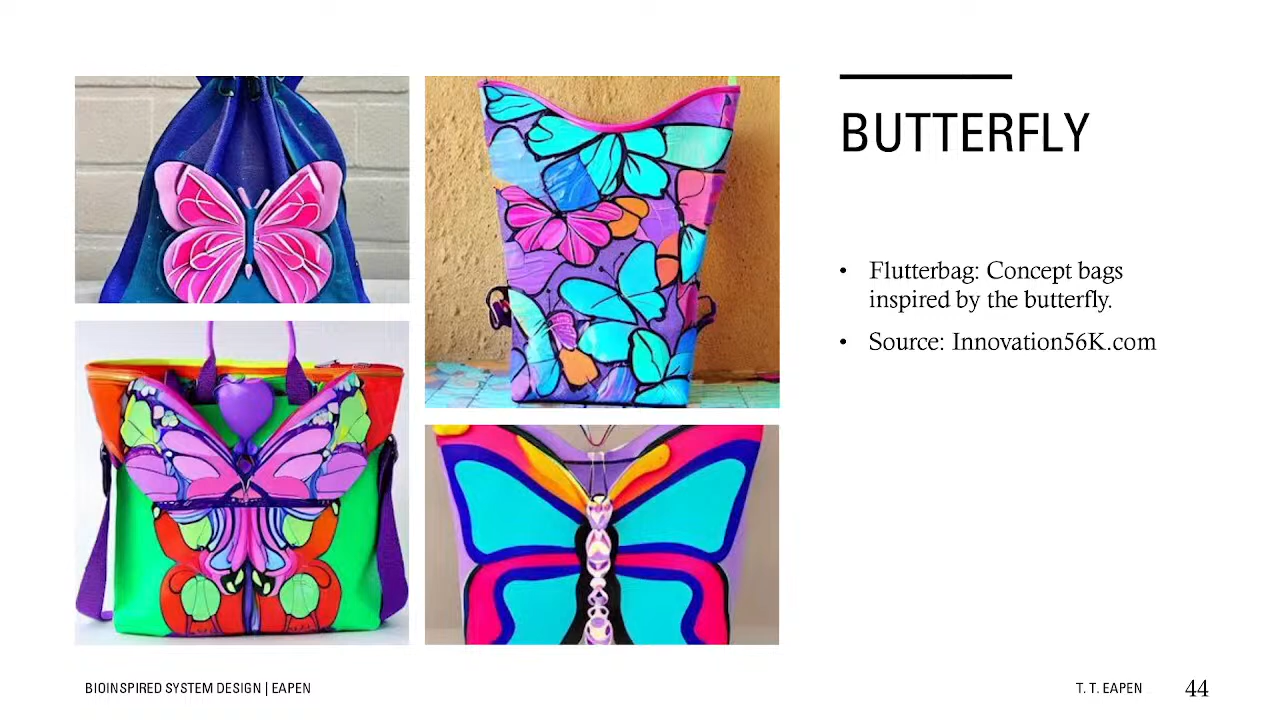 BUTTERFLY
• Flutterbag: Concept bags
inspired by the butterfly.
• Source: Innovation56K.com
BIOINSPIRED SYSTEM DESIGN | EAPEN
T. T. EAPEN
44